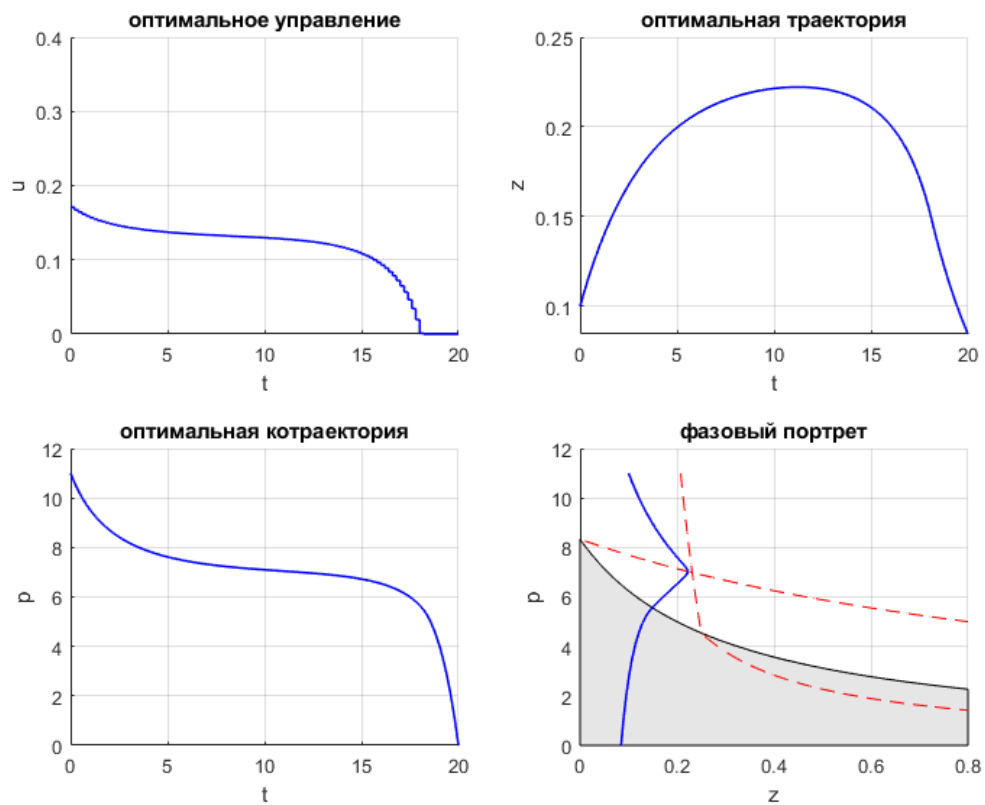 оптимальное управление
0.4
0.3
0.2
0.1
0
u
0 5 10 15 20
t
оптимальная траектория
0.25
0.2
0.15
0.1
z
0 5 10 15 20
t
оптимальная котраектория
12
10
8
6
4
2
0
p
0 5 10 15 20
t
фазовый портрет
12
10
8
6
4
2
0
p
0 0.2 0.4 0.6 0.8
z